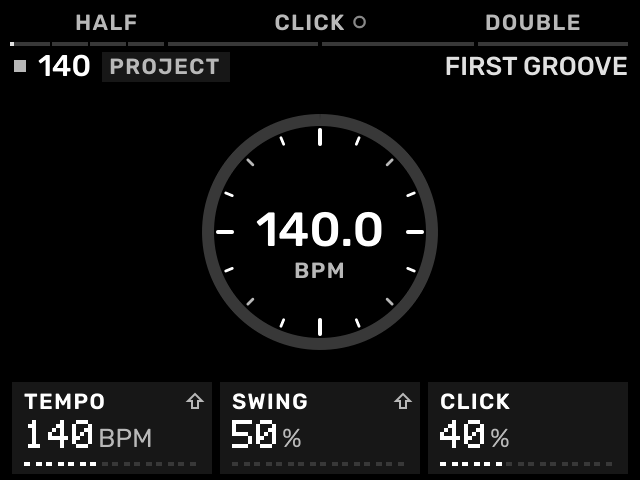 HALF CLICK DOUBLE
140 PROJECT FIRST GROOVE
140.0
BPM
TEMPO SWING CLICK
140 BPM 50 % 40 %